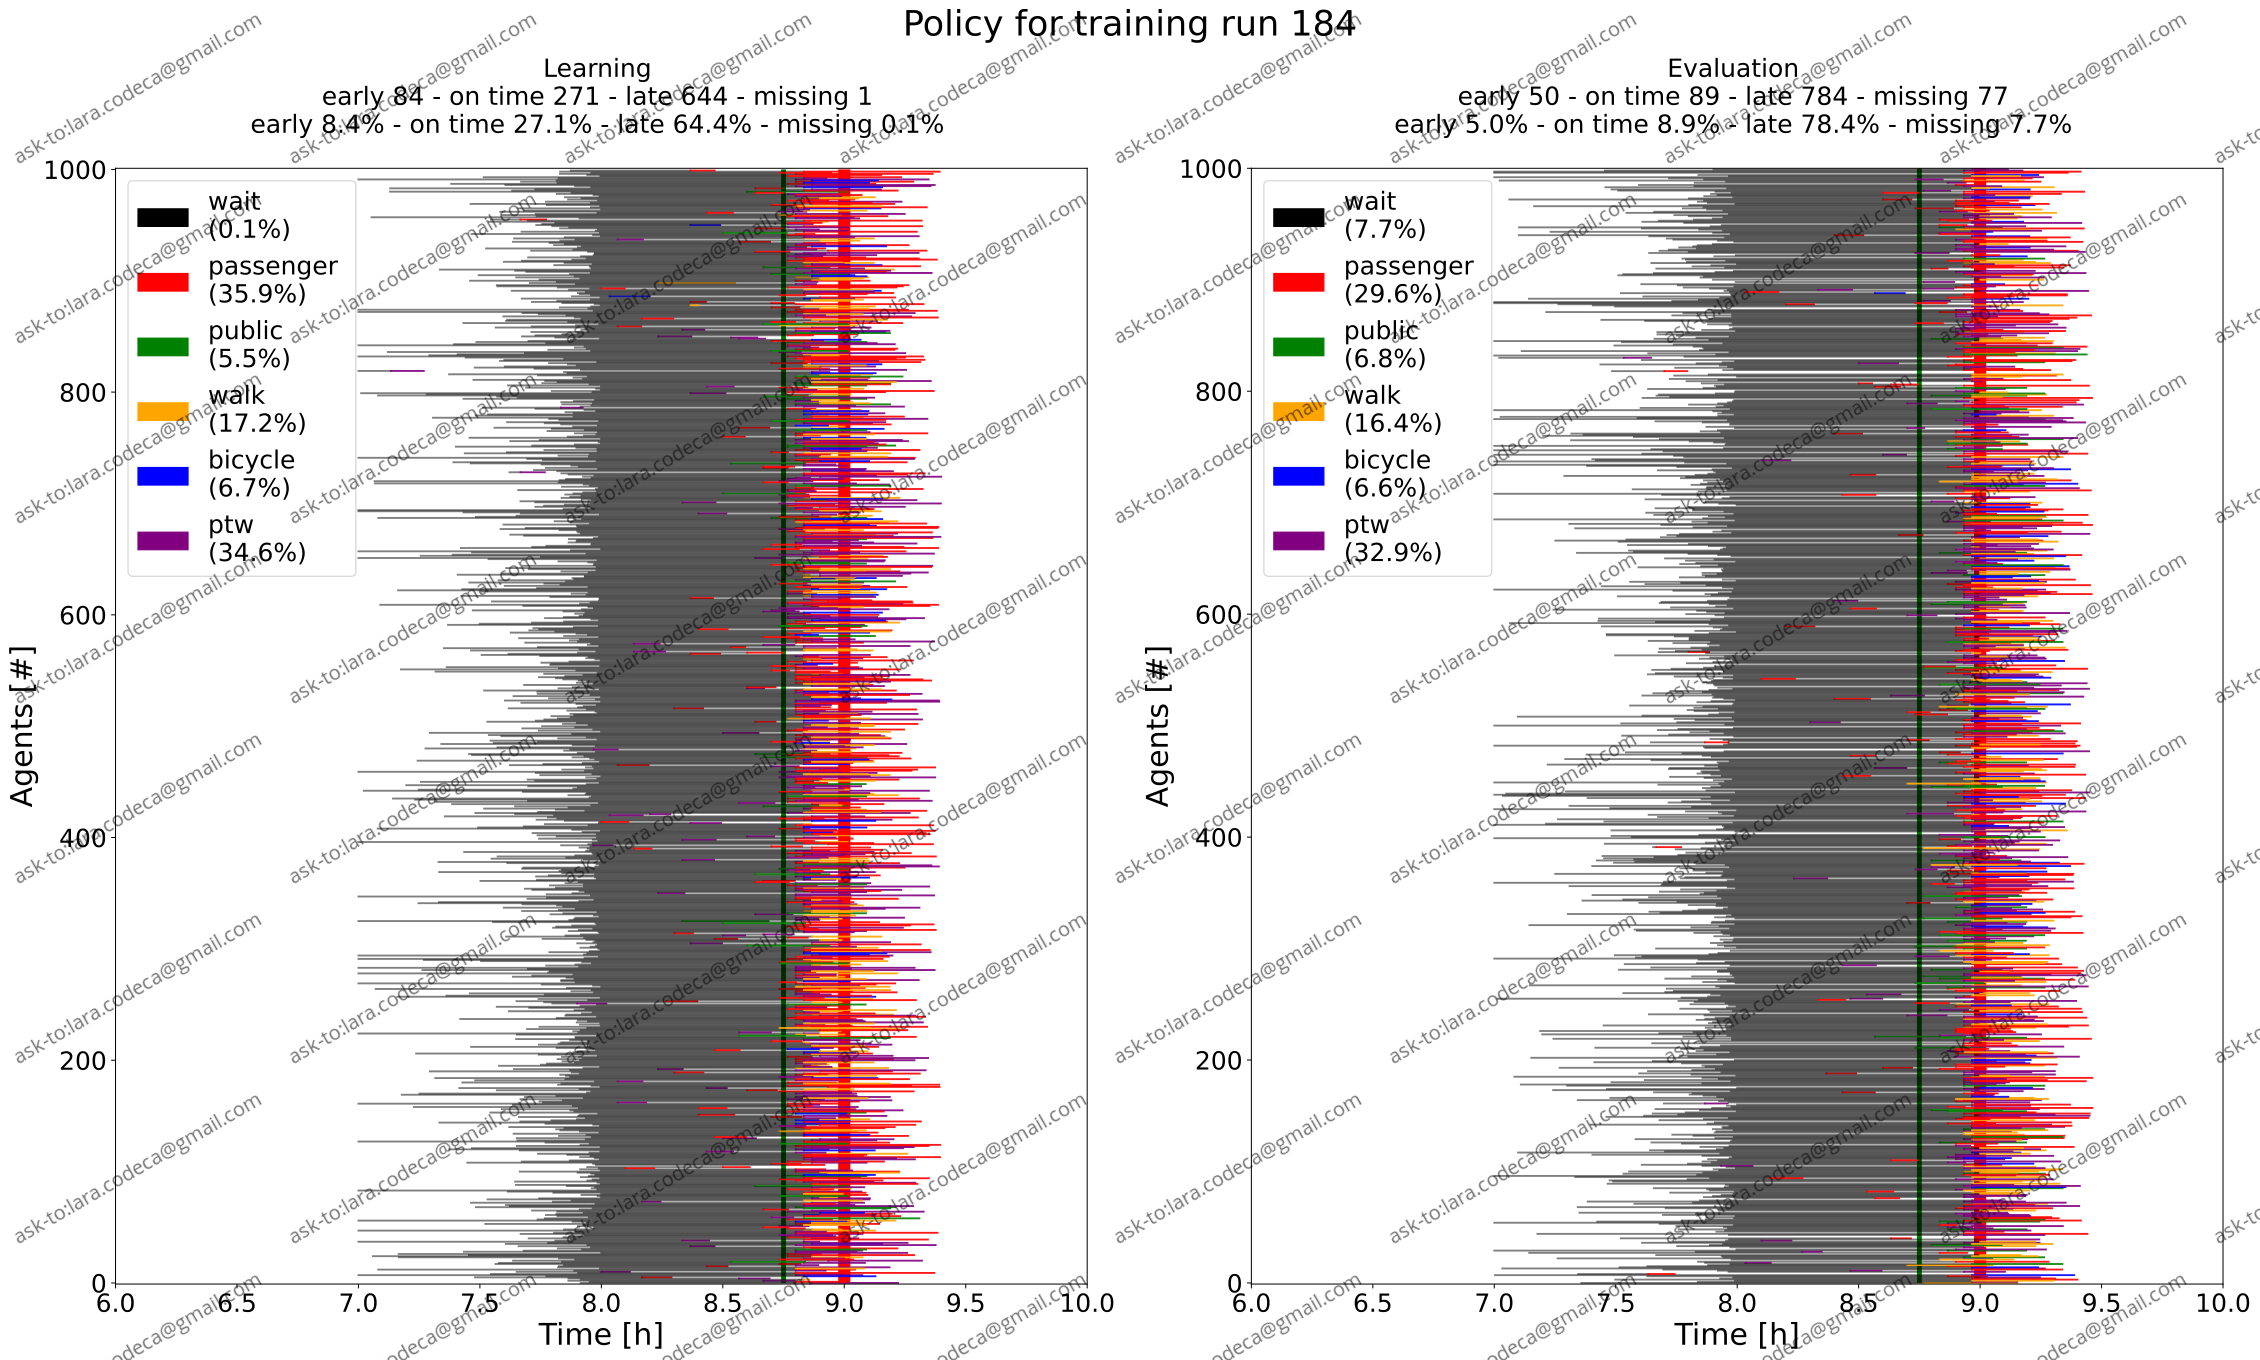 Policy for training run 184
Learning
early 84 - on time 271 - late 644 - missing 1
early 8.4% - on time 27.1% - late 64.4% - missing 0.1%
1000
800
600
400
200
0
Agents [#]
wait
(0.1%)
passenger
(35.9%)
public
(5.5%)
walk
(17.2%)
bicycle
(6.7%)
ptw
(34.6%)
6.0 6.5 7.0 7.5 8.0 8.5 9.0 9.5 10.0
Time [h]
Evaluation
early 50 - on time 89 - late 784 - missing 77
early 5.0% - on time 8.9% - late 78.4% - missing 7.7%
1000
800
600
400
200
0
Agents [#]
wait
(7.7%)
passenger
(29.6%)
public
(6.8%)
walk
(16.4%)
bicycle
(6.6%)
ptw
(32.9%)
6.0 6.5 7.0 7.5 8.0 8.5 9.0 9.5 10.0
Time [h]
ask-to:lara.codeca@gmail.com